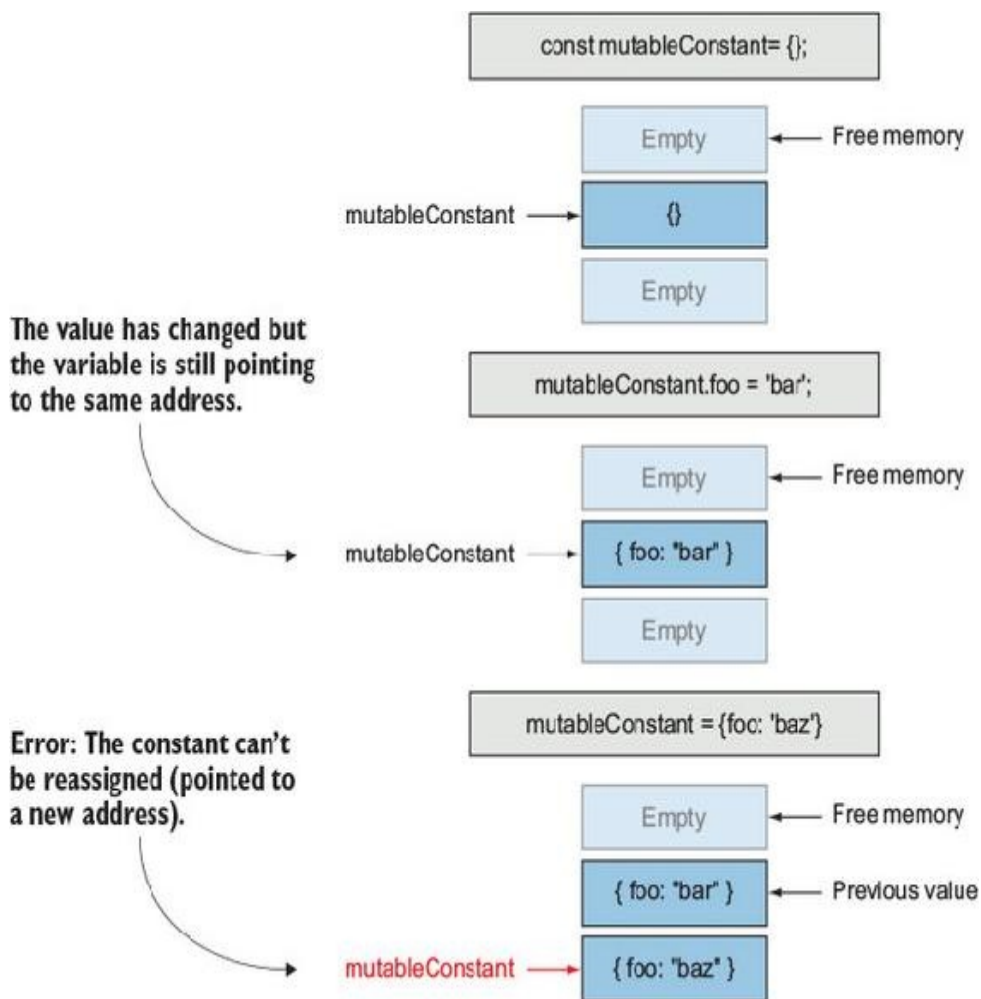 const mutableConstant= {};
Empty
Free memory
mutableConstant
{}
Empty
The value has changed but
the variable is still pointing
to the same address.
mutableConstant.foo = 'bar';
Empty
Free memory
mutableConstant
{ foo: "bar" }
Empty
Error: The constant can't
be reassigned (pointed to
a new address).
mutableConstant = {foo: 'baz'}
Empty
Free memory
{ foo: "bar" }
Previous value
mutableConstant
{ foo: "baz" }